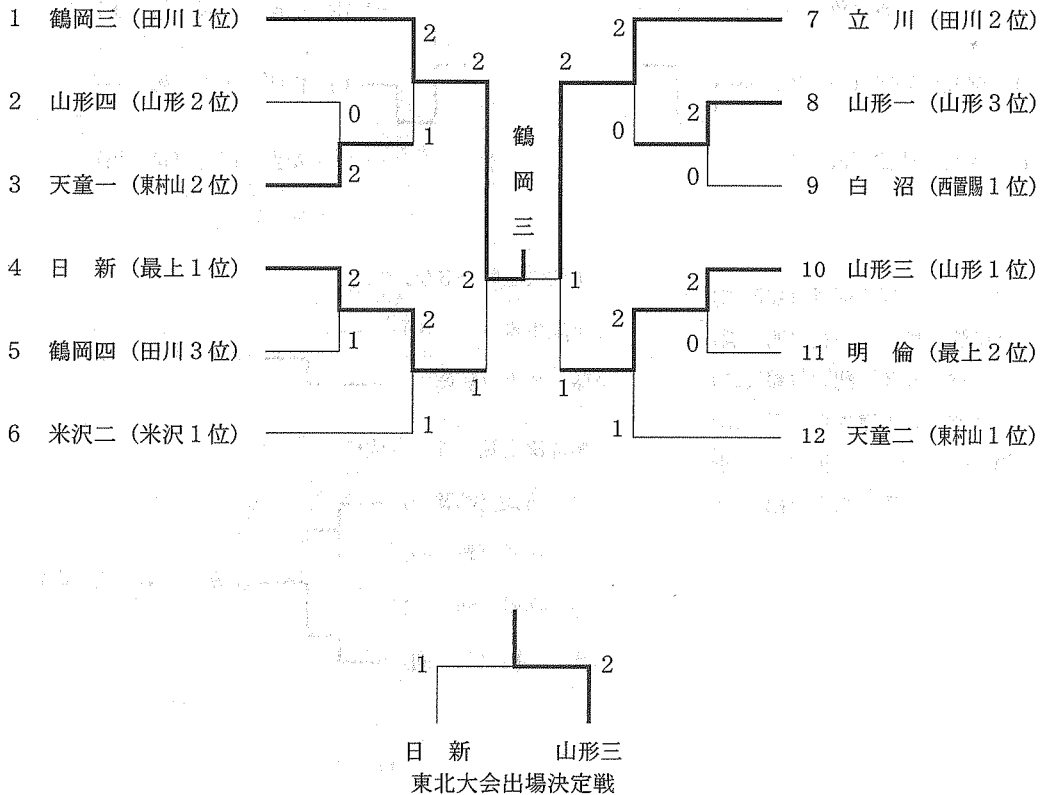 1 鶴岡三 (田川1位)
2 山形四 (山形2位)
3 天童一 (東村山2位)
4 日 新 (最上1位)
5 鶴岡四 (田川3位)
6 米沢二 (米沢1位)
2
0
2
1
2
2
1
2
1
1
2
鶴岡三
2
1
1
2
0
2
0
2
2
0
1
7 立 川 (田川2位)
8 山形一 (山形3位)
9 白 沼 (西置賜1位)
10 山形三 (山形1位)
11 明 倫 (最上2位)
12 天童二 (東村山1位)
1 2
日 新 山形三
東北大会出場決定戦